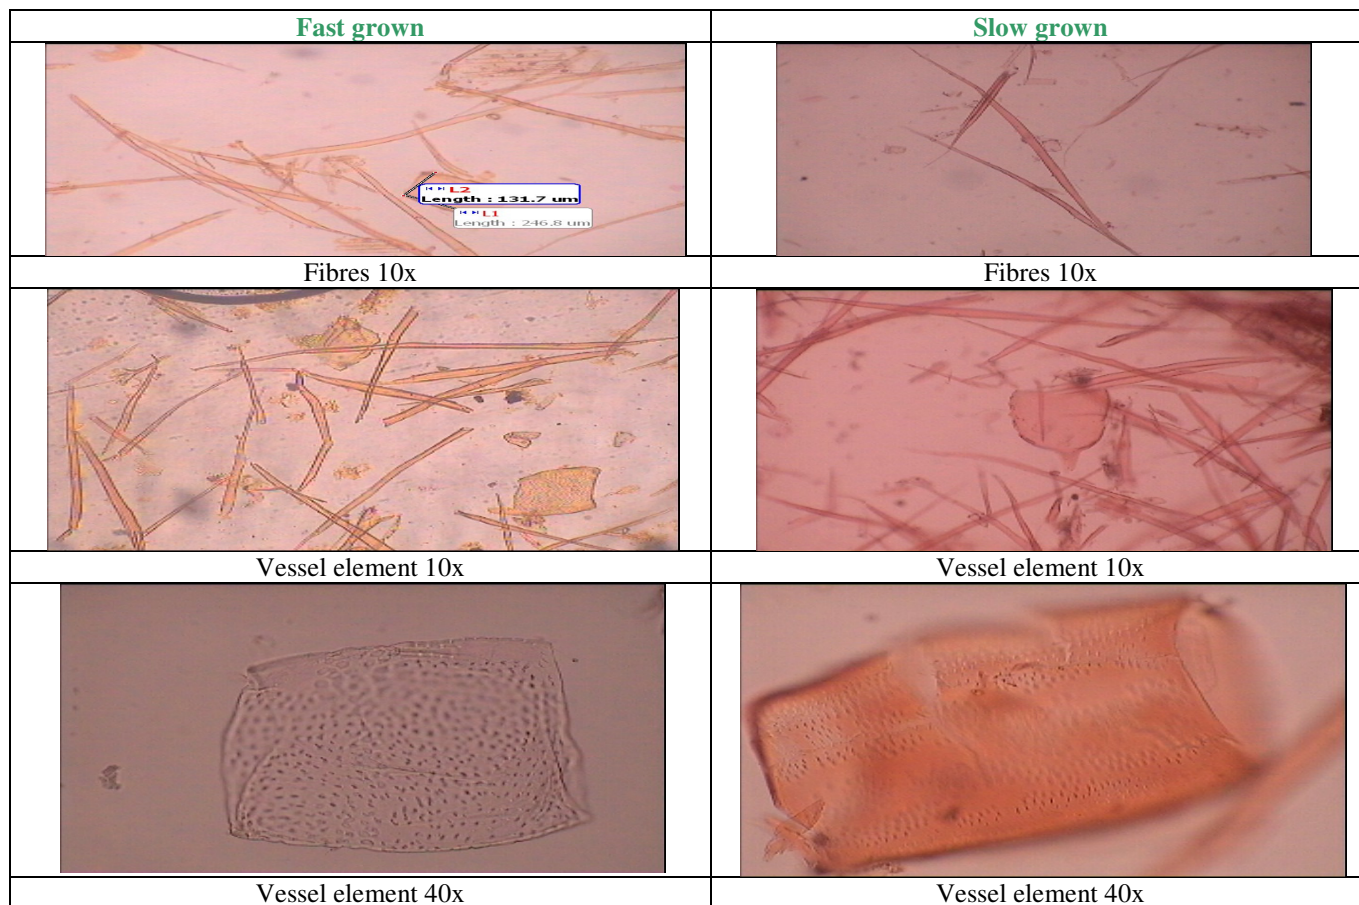 Fast grown
Slow grown
L2
Length : 131.7 um
L1
Length : 246.8 um
Fibres 10x
Fibres 10x
Vessel element 10x
Vessel element 10x
Vessel element 40x
Vessel element 40x